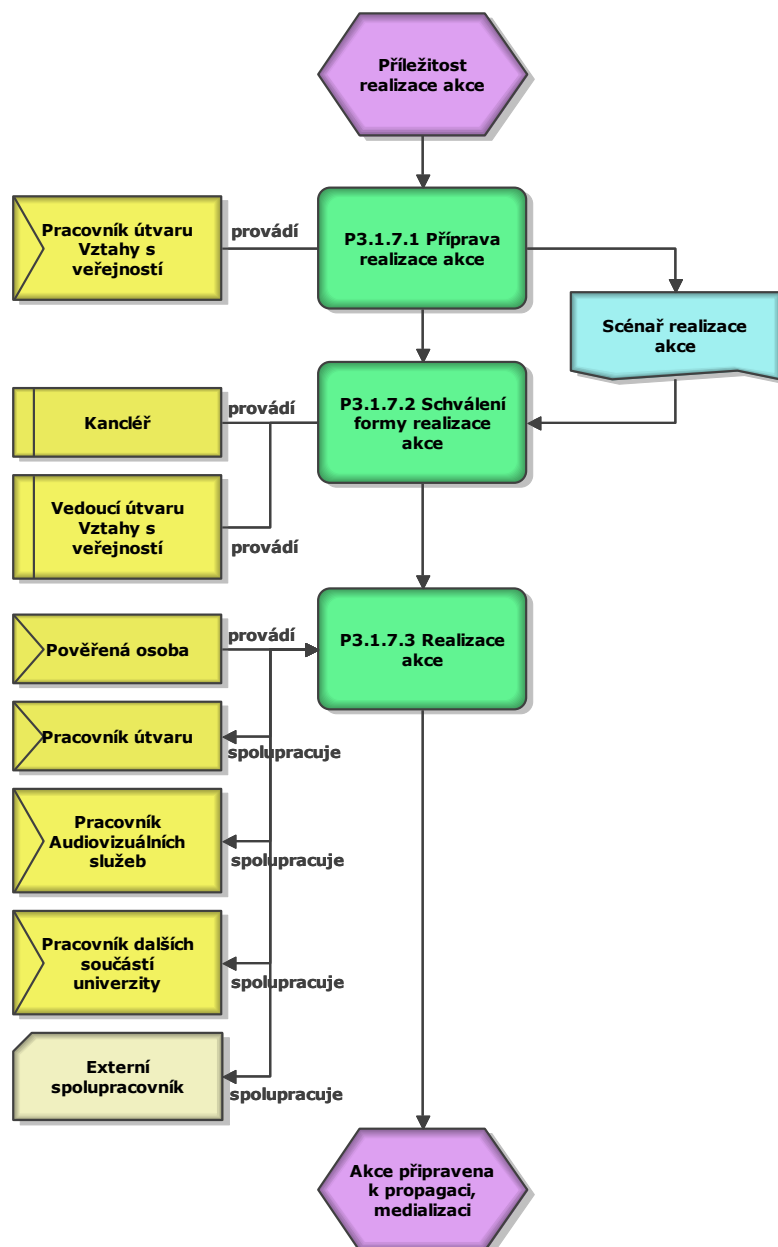 Příležitost
realizace akce
Pracovník útvaru
Vztahy s
veřejností
provádí
P3.1.7.1 Příprava
realizace akce
Scénař realizace
akce
Kancléř
provádí
P3.1.7.2 Schválení
formy realizace
akce
Vedoucí útvaru
Vztahy s
veřejností
provádí
Pověřená osoba
provádí
P3.1.7.3 Realizace
akce
Pracovník útvaru
spolupracuje
Pracovník
Audiovizuálních
služeb
spolupracuje
Pracovník dalších
součástí
univerzity
spolupracuje
Externí
spolupracovník
spolupracuje
Akce připravena
k propagaci,
medializaci